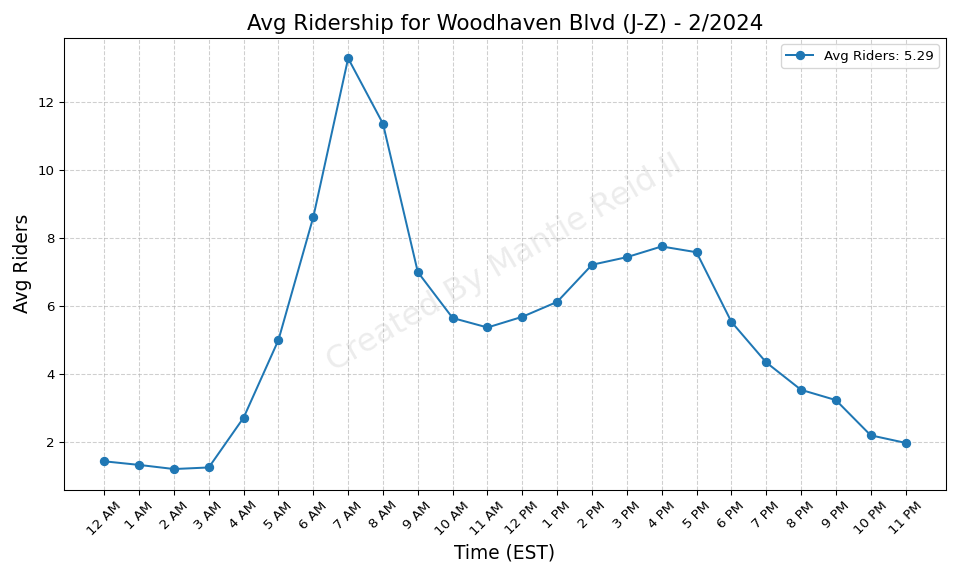 Avg Ridership for Woodhaven Blvd (J-Z) - 2/2024
Avg Riders: 5.29
Avg Riders
12
10
8
6
4
2
Created By Mantie Reid II
12 AM
1 AM
2 AM
3 AM
4 AM
5 AM
6 AM
7 AM
8 AM
9 AM
10 AM
11 AM
12 PM
1 PM
2 PM
3 PM
4 PM
5 PM
6 PM
7 PM
8 PM
9 PM
10 PM
11 PM
Time (EST)